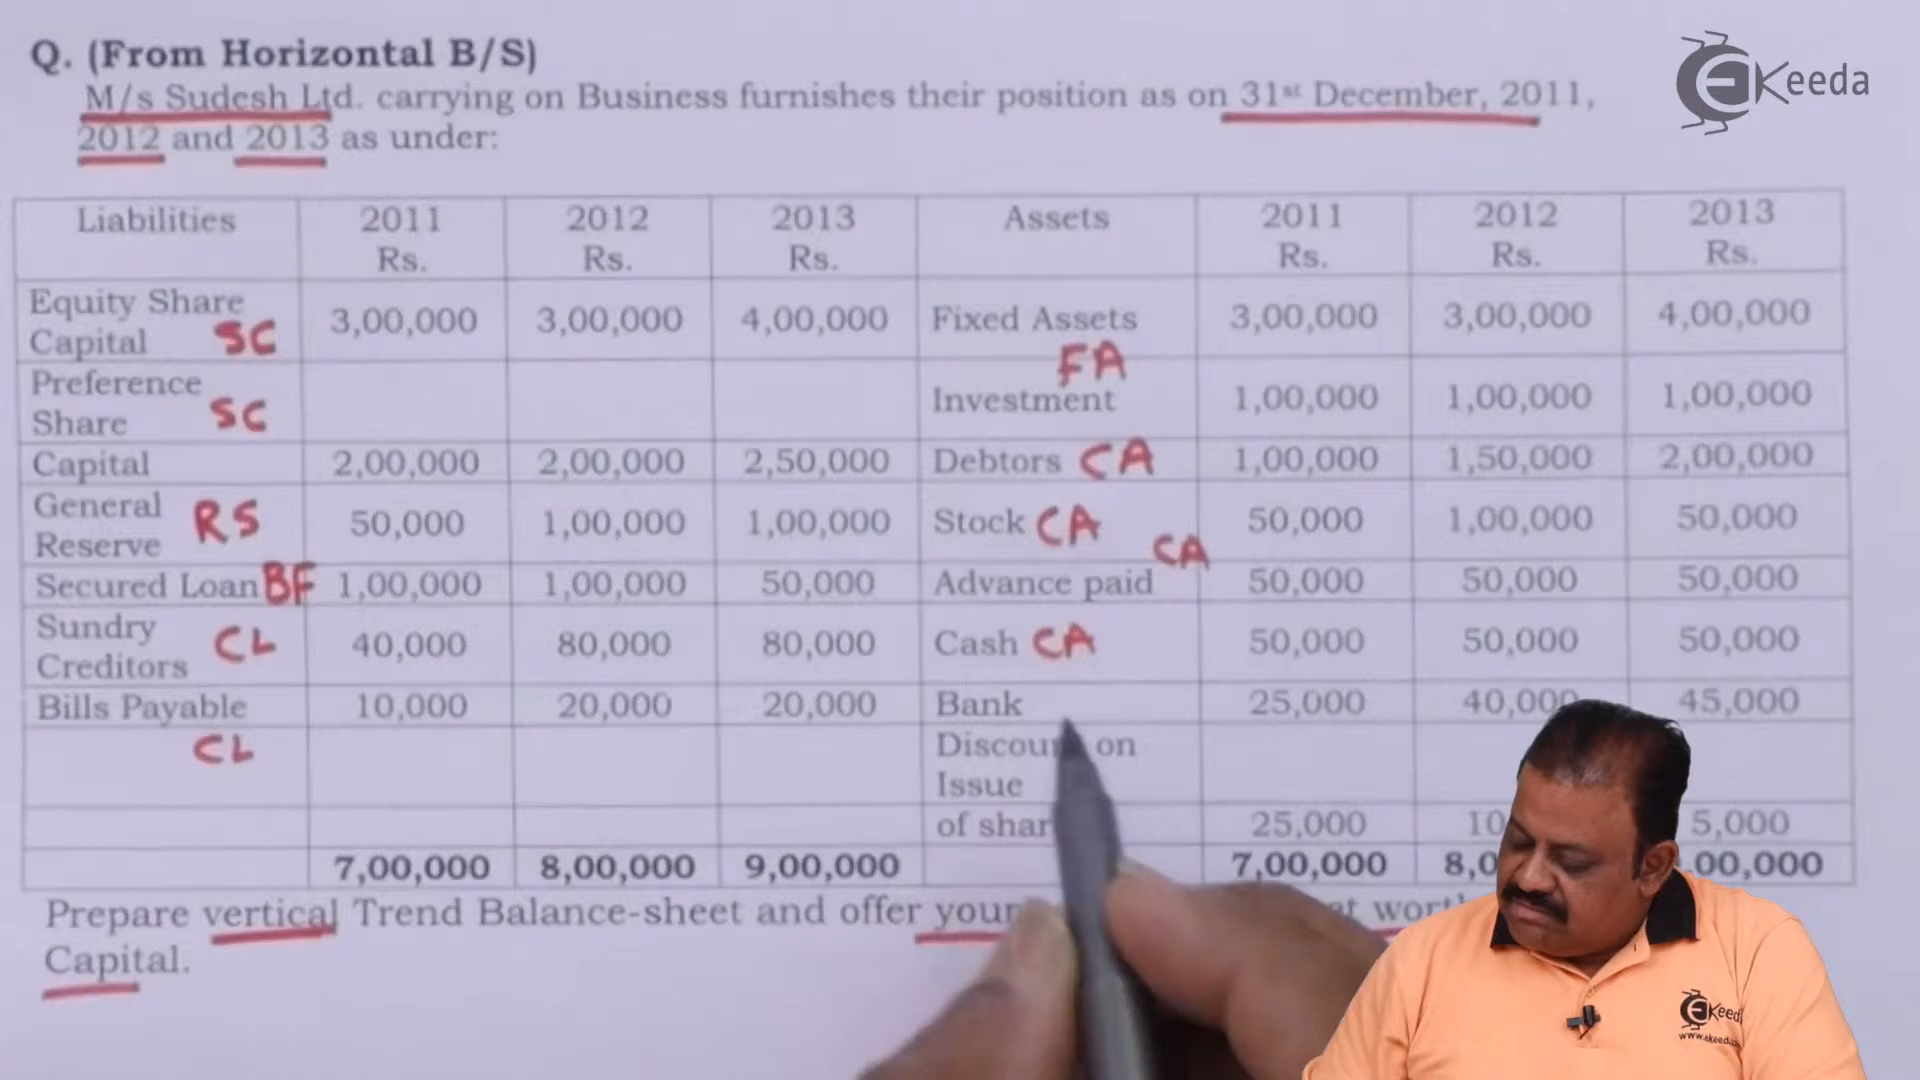 Q. (From Horizontal B/S)
M/s Sudesh Ltd. carrying on Business furnishes their position as on 31st December, 2011,
2012 and 2013 as under:
Keeda
Liabilities 2011 Rs. 2012 Rs. 2013 Rs. Assets 2011 Rs. 2012 Rs. 2013 Rs.
Equity Share Capital SC 3,00,000 3,00,000 4,00,000 Fixed Assets FA 3,00,000 3,00,000 4,00,000
Preference Share SC Investment 1,00,000 1,00,000 1,00,000
Capital 2,00,000 2,00,000 2,50,000 Debtors CA 1,00,000 1,50,000 2,00,000
General Reserve RS 50,000 1,00,000 1,00,000 Stock CA 50,000 1,00,000 50,000
Secured Loan BF 1,00,000 1,00,000 50,000 Advance paid CA 50,000 50,000 50,000
Sundry Creditors CL 40,000 80,000 80,000 Cash CA 50,000 50,000 50,000
Bills Payable CL 10,000 20,000 20,000 Bank 25,000 40,000 45,000
on Issue
of 25,000 5,000
7,00,000 8,00,000 9,00,000 7,00,000
Prepare vertical Trend Balance-sheet and offer your
Capital.